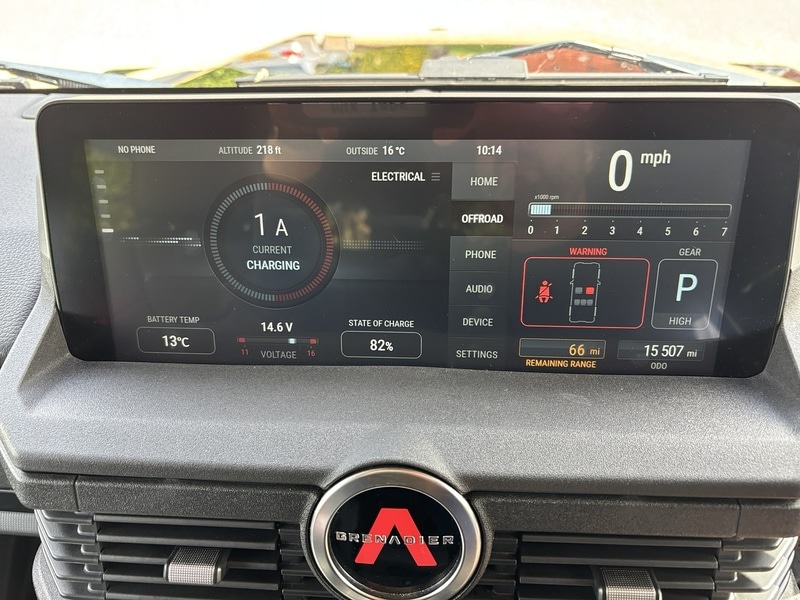 NO PHONE ALTITUDE 218 ft OUTSIDE 16 °C 10:14
ELECTRICAL
1 A
CURRENT
CHARGING
BATTERY TEMP
13°C
14.6 V
11 16
VOLTAGE
STATE OF CHARGE
82%
HOME
OFFROAD
PHONE
AUDIO
DEVICE
SETTINGS
0 mph
x1000 rpm
0 1 2 3 4 5 6 7
WARNING
GEAR
P
HIGH
66 mi
REMAINING RANGE
15 507 mi
ODO
GRENADIER